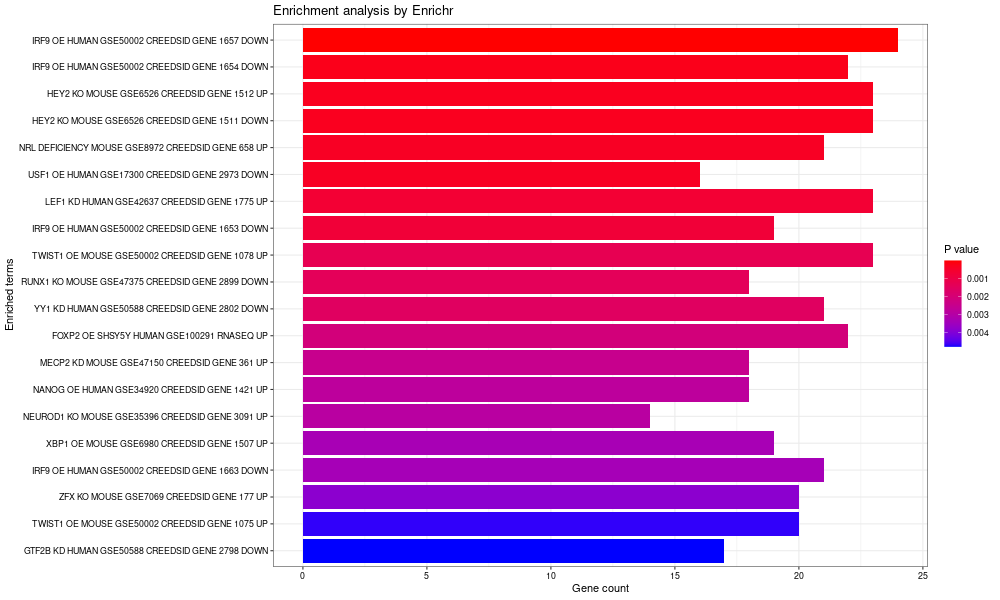 Enrichment analysis by Enrichr
IRF9 OE HUMAN GSE50002 CREEDSID GENE 1657 DOWN
IRF9 OE HUMAN GSE50002 CREEDSID GENE 1654 DOWN
HEY2 KO MOUSE GSE6526 CREEDSID GENE 1512 UP
HEY2 KO MOUSE GSE6526 CREEDSID GENE 1511 DOWN
NRL DEFICIENCY MOUSE GSE8972 CREEDSID GENE 658 UP
USF1 OE HUMAN GSE17300 CREEDSID GENE 2973 DOWN
LEF1 KD HUMAN GSE42637 CREEDSID GENE 1775 UP
IRF9 OE HUMAN GSE50002 CREEDSID GENE 1653 DOWN
TWIST1 OE MOUSE GSE50002 CREEDSID GENE 1078 UP
RUNX1 KO MOUSE GSE47375 CREEDSID GENE 2899 DOWN
YY1 KD HUMAN GSE50588 CREEDSID GENE 2802 DOWN
FOXP2 OE SHSY5Y HUMAN GSE100291 RNASEQ UP
MECP2 KD MOUSE GSE47150 CREEDSID GENE 361 UP
NANOG OE HUMAN GSE34920 CREEDSID GENE 1421 UP
NEUROD1 KO MOUSE GSE35396 CREEDSID GENE 3091 UP
XBP1 OE MOUSE GSE6980 CREEDSID GENE 1507 UP
IRF9 OE HUMAN GSE50002 CREEDSID GENE 1663 DOWN
ZFX KO MOUSE GSE7069 CREEDSID GENE 177 UP
TWIST1 OE MOUSE GSE50002 CREEDSID GENE 1075 UP
GTF2B KD HUMAN GSE50588 CREEDSID GENE 2798 DOWN
Enriched terms
0 5 10 15 20 25
Gene count
P value
0.001
0.002
0.003
0.004